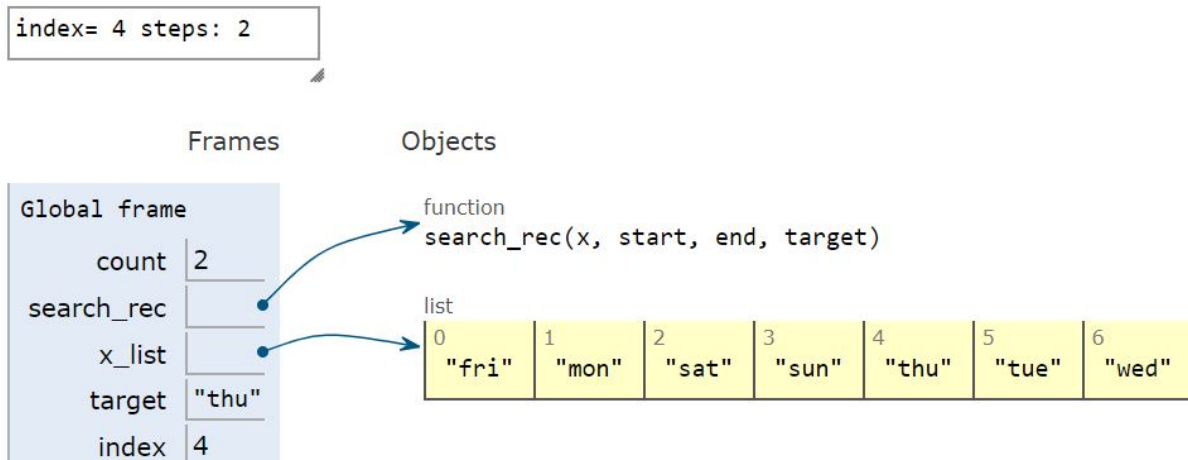 index= 4 steps: 2
Frames Objects
Global frame
count 2
search_rec
x_list
target "thu"
index 4
function
search_rec(x, start, end, target)
list
0 1 2 3 4 5 6
"fri" "mon" "sat" "sun" "thu" "tue" "wed"